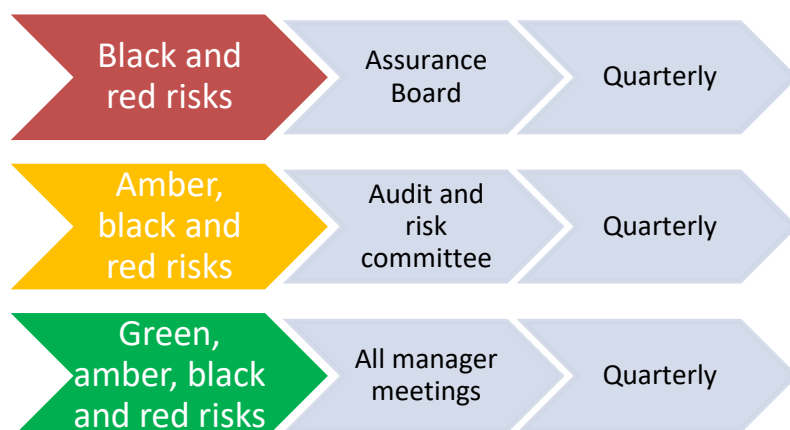 Black and
red risks
Assurance
Board
Quarterly
Amber,
black and
red risks
Audit and
risk
committee
Quarterly
Green,
amber, black
and red risks
All manager
meetings
Quarterly